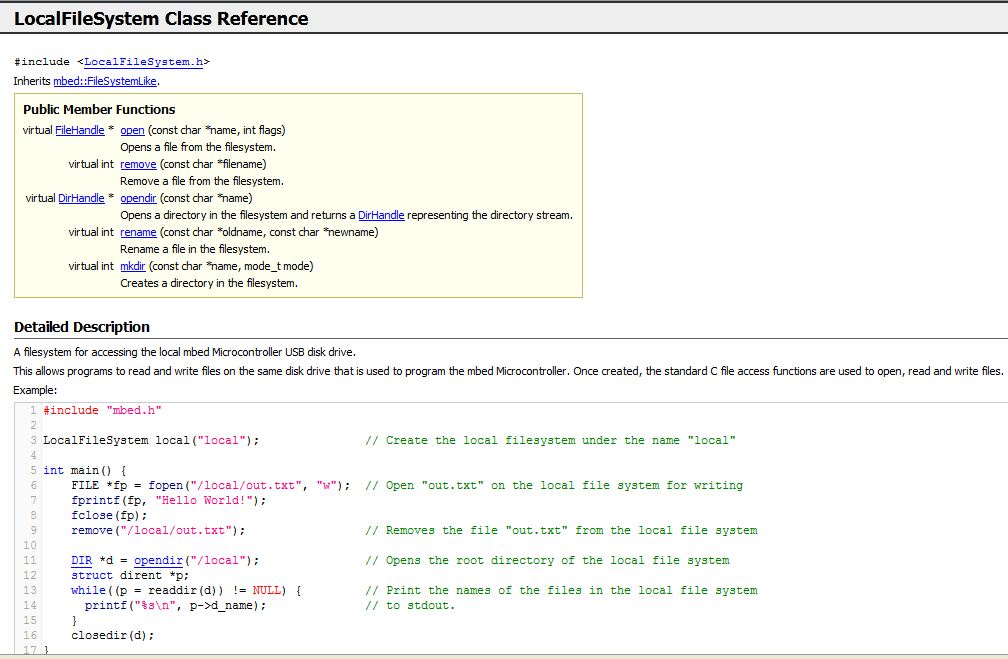 LocalFileSystem Class Reference
#include <LocalFileSystem.h>
Inherits mbed::FileSystemLike.
Public Member Functions
virtual FileHandle * open (const char *name, int flags)
Opens a file from the filesystem.
virtual int remove (const char *filename)
Remove a file from the filesystem.
virtual DirHandle * opendir (const char *name)
Opens a directory in the filesystem and returns a DirHandle representing the directory stream.
virtual int rename (const char *oldname, const char *newname)
Rename a file in the filesystem.
virtual int mkdir (const char *name, mode_t mode)
Creates a directory in the filesystem.
Detailed Description
A filesystem for accessing the local mbed Microcontroller USB disk drive.
This allows programs to read and write files on the same disk drive that is used to program the mbed Microcontroller. Once created, the standard C file access functions are used to open, read and write files.
Example:
1 #include "mbed.h"
2
3 LocalFileSystem local("local");               // Create the local filesystem under the name "local"
4
5 int main() {
6     FILE *fp = fopen("/local/out.txt", "w");  // Open "out.txt" on the local file system for writing
7     fprintf(fp, "Hello World!");
8     fclose(fp);
9     remove("/local/out.txt");                 // Removes the file "out.txt" from the local file system
10
11     DIR *d = opendir("/local");               // Opens the root directory of the local file system
12     struct dirent *p;
13     while((p = readdir(d)) != NULL) {         // Print the names of the files in the local file system
14       printf("%s\n", p->d_name);              // to stdout.
15     }
16     closedir(d);
17 }